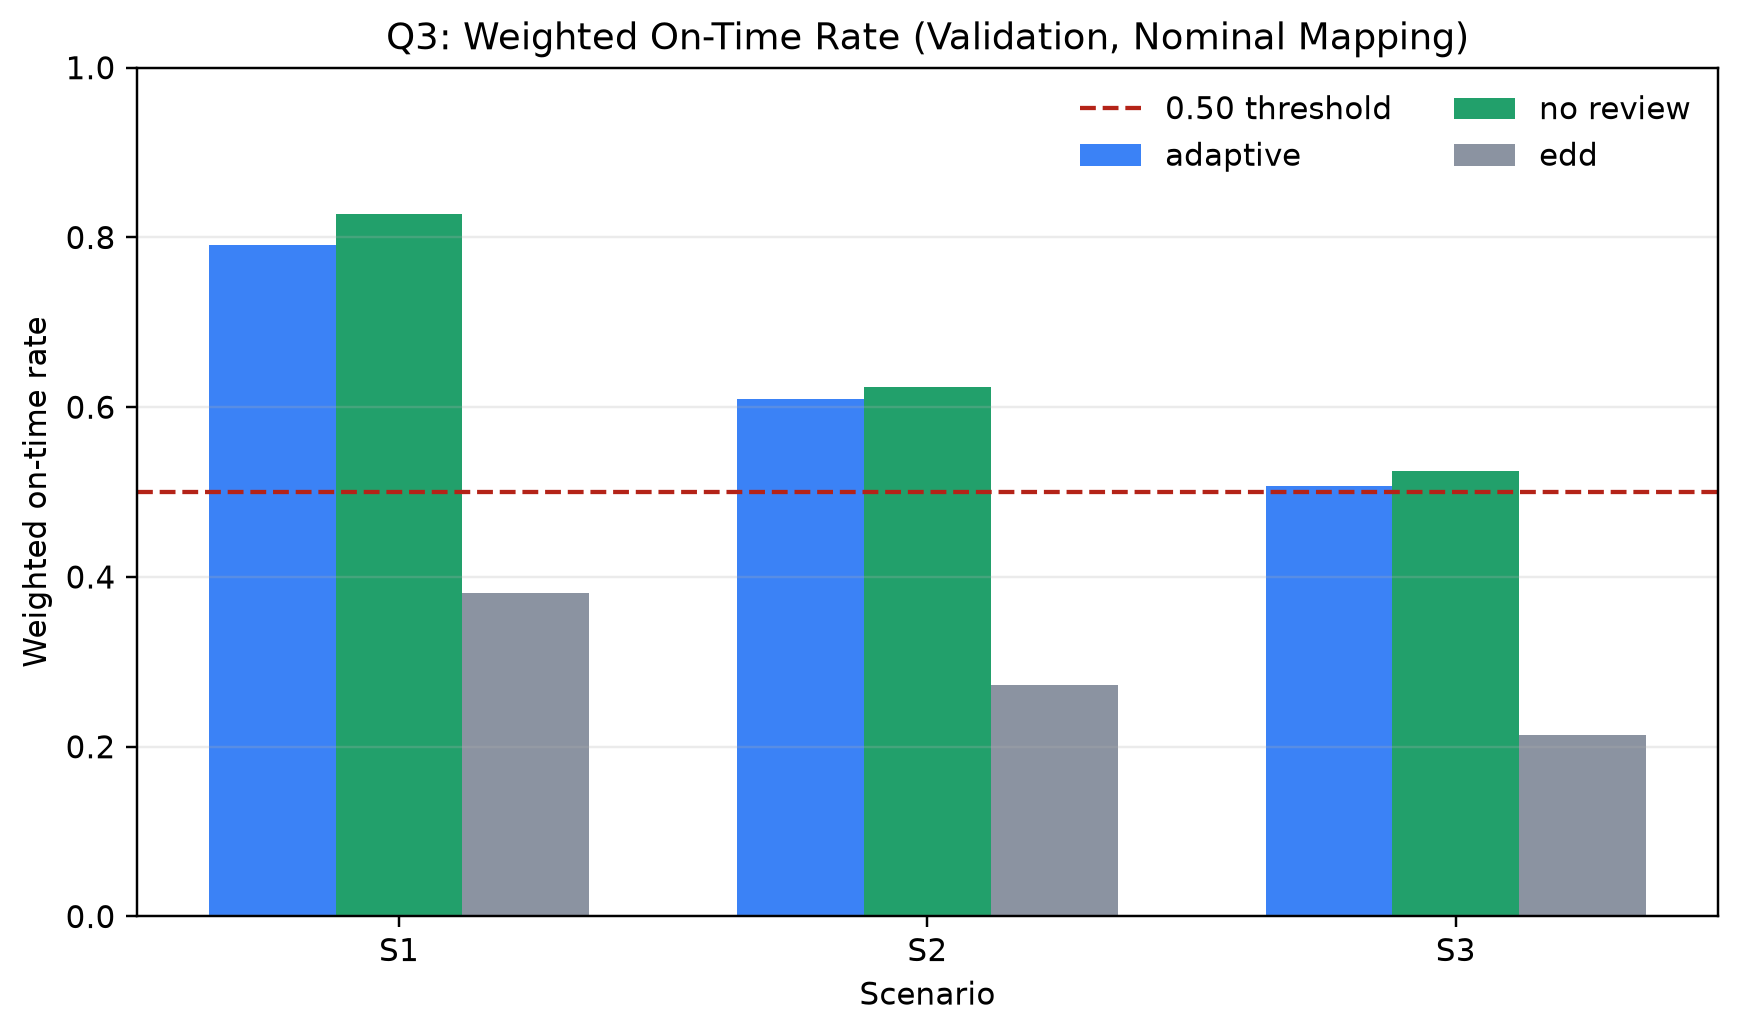 Q3: Weighted On-Time Rate (Validation, Nominal Mapping)
1.0
0.8
0.6
0.4
0.2
0.0
Weighted on-time rate
0.50 threshold
adaptive
no review
edd
S1
S2
S3
Scenario